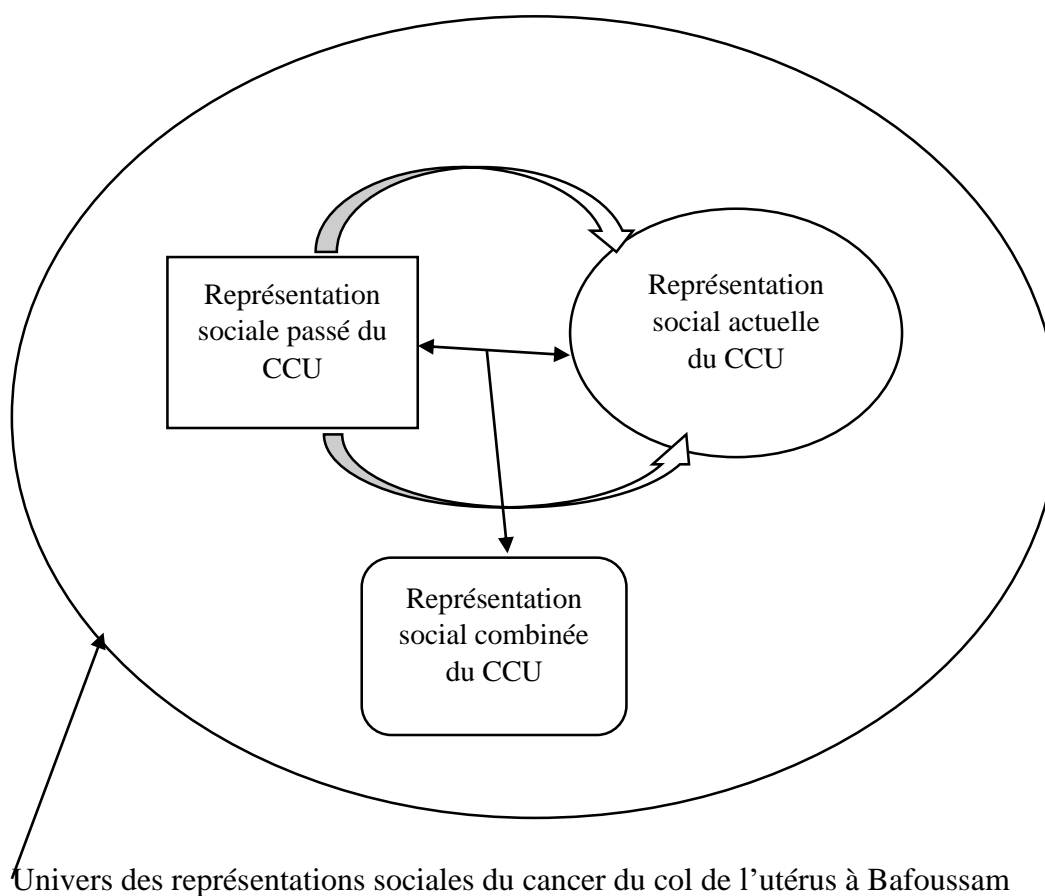 Représentation
sociale passé du
CCU
Représentation
social actuelle
du CCU
Représentation
social combinée
du CCU
Univers des représentations sociales du cancer du col de l’utérus à Bafoussam